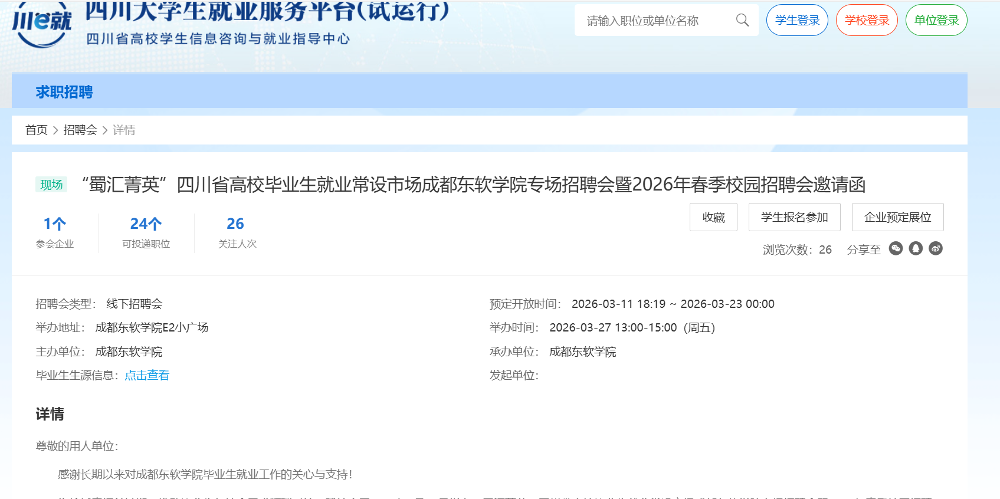 川e就
四川大学生就业服务平台(试运行)
四川省高校学生信息咨询与就业指导中心
请输入职位或单位名称
学生登录
学校登录
单位登录
求职招聘
首页 > 招聘会 > 详情
现场 “蜀汇菁英”四川省高校毕业生就业常设市场成都东软学院专场招聘会暨2026年春季校园招聘会邀请函
1个 24个 26
参会企业 可投递职位 关注人次
收藏 学生报名参加 企业预定展位
浏览次数：26 分享至
招聘会类型： 线下招聘会
预定开放时间： 2026-03-11 18:19 ~ 2026-03-23 00:00
举办地址： 成都东软学院E2小广场
举办时间： 2026-03-27 13:00-15:00（周五）
主办单位： 成都东软学院
承办单位： 成都东软学院
毕业生生源信息：点击查看
发起单位：
详情
尊敬的用人单位：
感谢长期以来对成都东软学院毕业生就业工作的关心与支持！